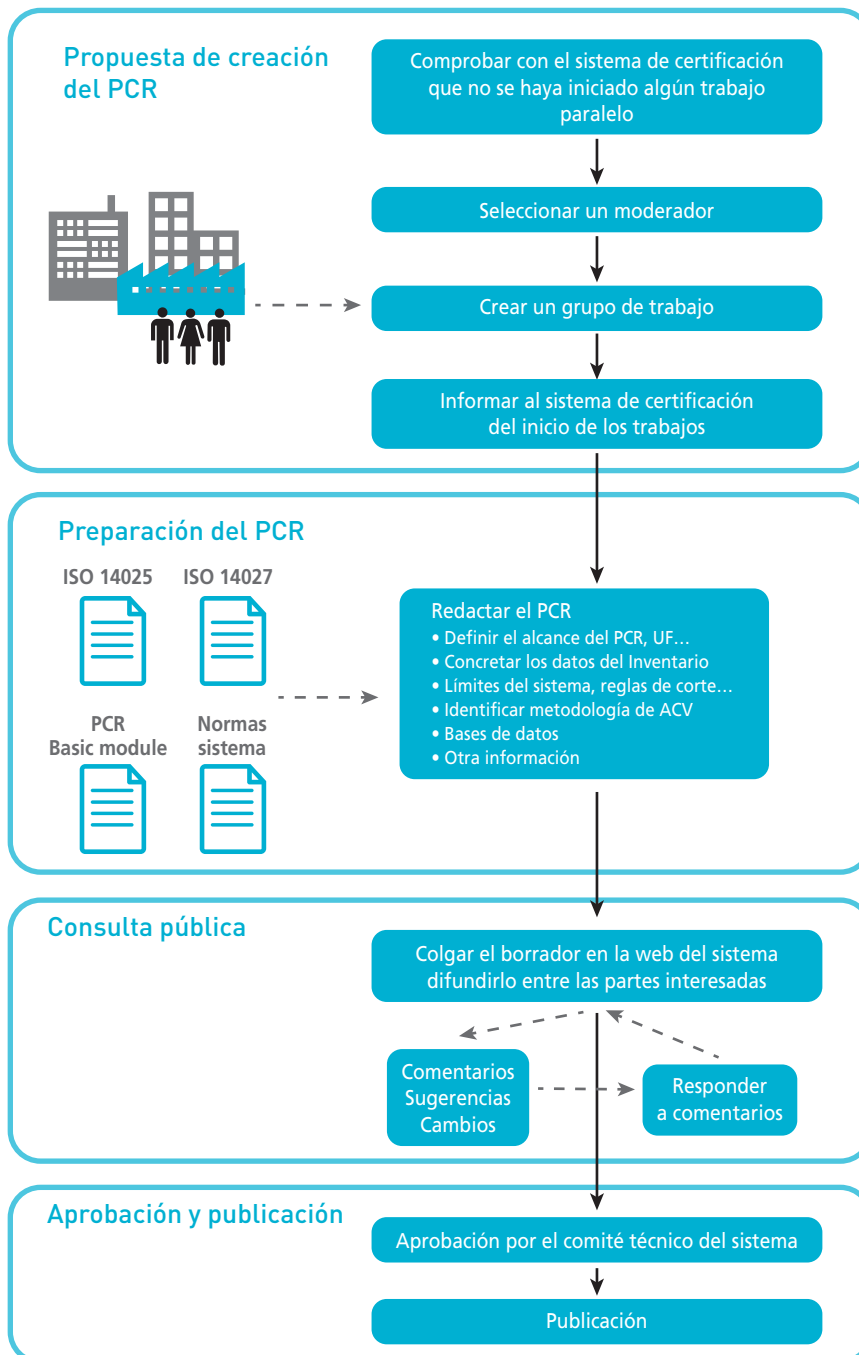 Propuesta de creación
del PCR
Comprobar con el sistema de certificación
que no se haya iniciado algún trabajo
paralelo
Seleccionar un moderador
Crear un grupo de trabajo
Informar al sistema de certificación
del inicio de los trabajos
Preparación del PCR
ISO 14025
ISO 14027
PCR
Basic module
Normas
sistema
Redactar el PCR
• Definir el alcance del PCR, UF...
• Concretar los datos del Inventario
• Límites del sistema, reglas de corte...
• Identificar metodología de ACV
• Bases de datos
• Otra información
Consulta pública
Colgar el borrador en la web del sistema
difundirlo entre las partes interesadas
Comentarios
Sugerencias
Cambios
Responder
a comentarios
Aprobación y publicación
Aprobación por el comité técnico del sistema
Publicación